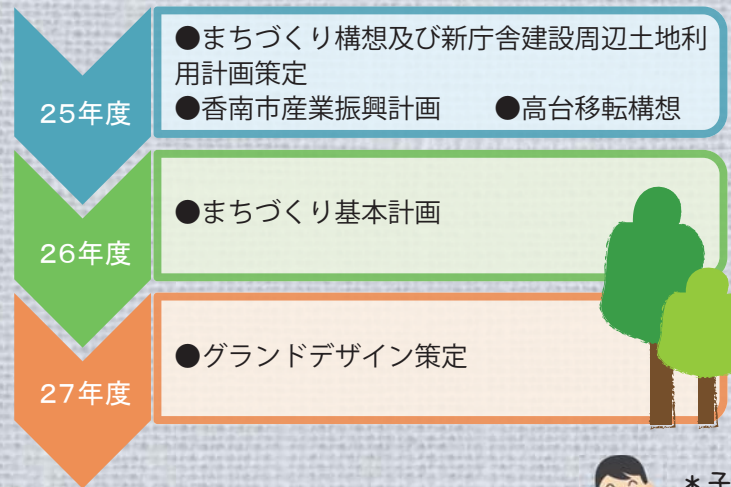 25年度
●まちづくり構想及び新庁舎建設周辺土地利
用計画策定
●香南市産業振興計画　　●高台移転構想
26年度
●まちづくり基本計画
27年度
●グランドデザイン策定
＊子